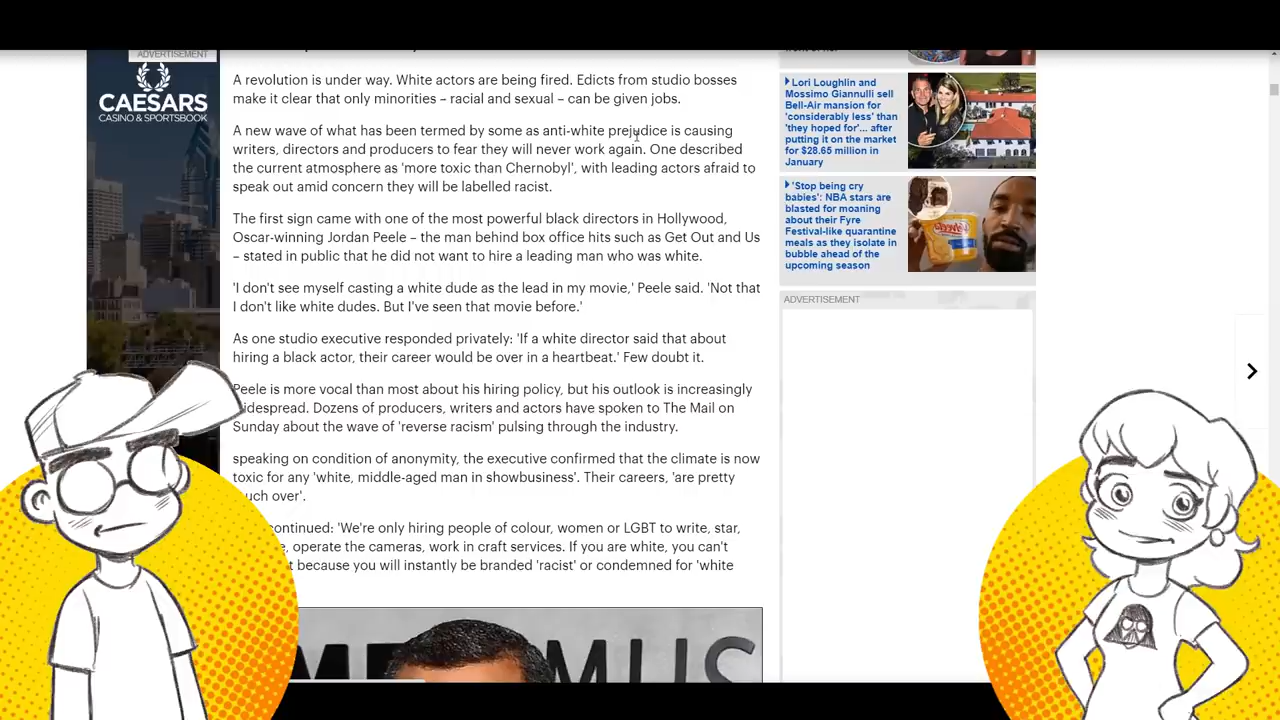 ADVERTISEMENT
CAESARS
CASINO & SPORTSBOOK
A revolution is under way. White actors are being fired. Edicts from studio bosses
make it clear that only minorities – racial and sexual – can be given jobs.
A new wave of what has been termed by some as anti-white prejudice is causing
writers, directors and producers to fear they will never work again. One described
the current atmosphere as 'more toxic than Chernobyl', with leading actors afraid to
speak out amid concern they will be labelled racist.
The first sign came with one of the most powerful black directors in Hollywood,
Oscar-winning Jordan Peele – the man behind box office hits such as Get Out and Us
– stated in public that he did not want to hire a leading man who was white.
'I don't see myself casting a white dude as the lead in my movie,' Peele said. 'Not that
I don't like white dudes. But I've seen that movie before.'
As one studio executive responded privately: 'If a white director said that about
hiring a black actor, their career would be over in a heartbeat.' Few doubt it.
Peele is more vocal than most about his hiring policy, but his outlook is increasingly
idespread. Dozens of producers, writers and actors have spoken to The Mail on
Sunday about the wave of 'reverse racism' pulsing through the industry.
speaking on condition of anonymity, the executive confirmed that the climate is now
toxic for any 'white, middle-aged man in showbusiness'. Their careers, 'are pretty
uch over'.
continued: 'We're only hiring people of colour, women or LGBT to write, star,
operate the cameras, work in craft services. If you are white, you can't
because you will instantly be branded 'racist' or condemned for 'white
Lori Loughlin and
Mossimo Giannulli sell
Bel-Air mansion for
'considerably less' than
'they hoped for'... after
putting it on the market
for $28.65 million in
January
'Stop being cry
babies': NBA stars are
blasted for moaning
about their Fyre
Festival-like quarantine
meals as they isolate in
bubble ahead of the
upcoming season
ADVERTISEMENT
MUS